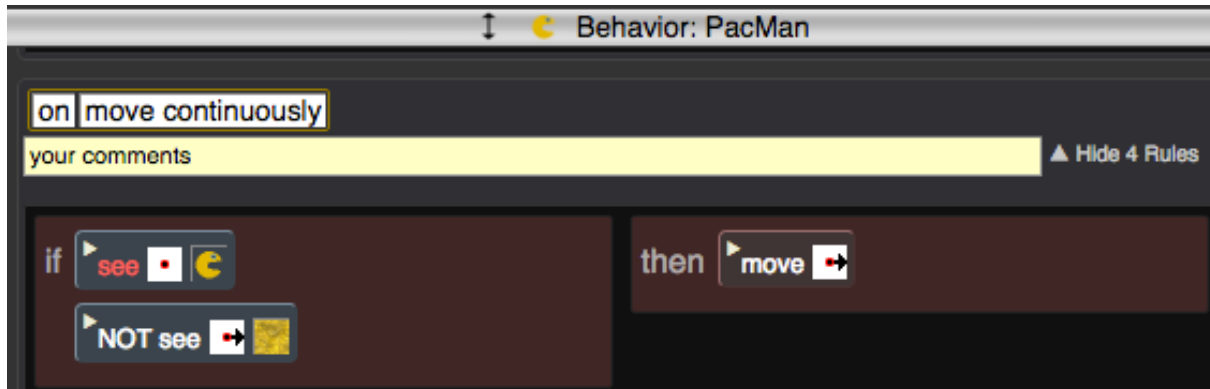 Behavior: PacMan
on move continuously
your comments
▲ Hide 4 Rules
if see then move
NOT see